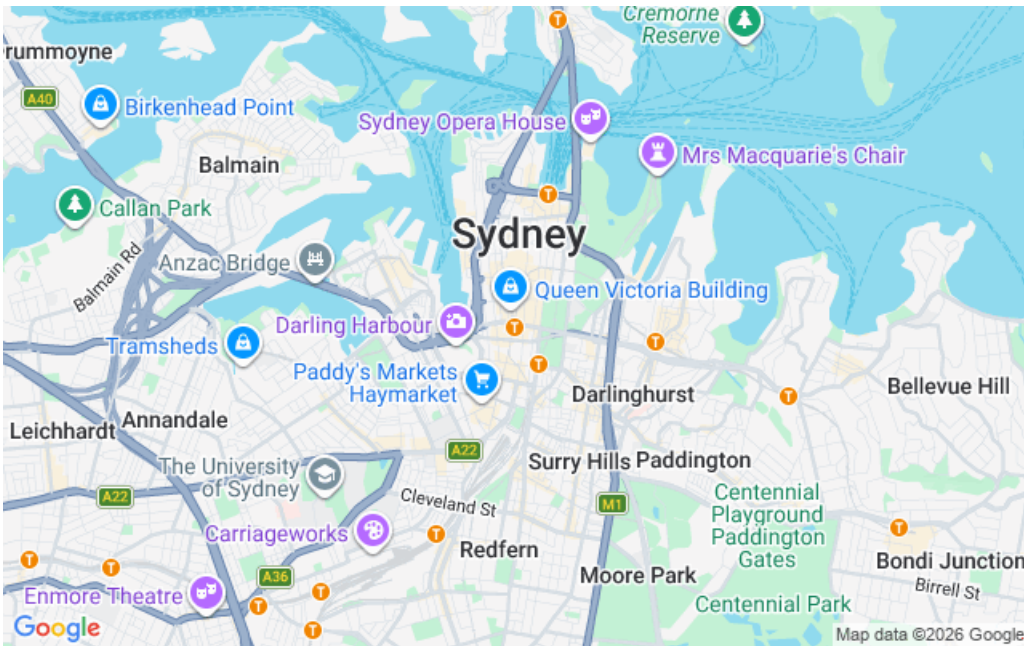 Cremorne
Reserve
Drummoyne
A40
Birkenhead Point
Sydney Opera House
Mrs Macquarie's Chair
Balmain
Callan Park
Sydney
Balmain Rd
Anzac Bridge
Queen Victoria Building
Darling Harbour
Tramsheds
Paddy's Markets
Haymarket
Darlinghurst
Bellevue Hill
Annandale
Leichhardt
A22
Surry Hills
Paddington
The University
of Sydney
A22
Cleveland St
M1
Centennial
Playground
Paddington
Gates
Carriageworks
Redfern
Bondi Junction
A36
Moore Park
Birrell St
Enmore Theatre
Centennial Park
Google
Map data ©2026 Google
T
T
T
T
T
T
T
T
T
T
T
T
T